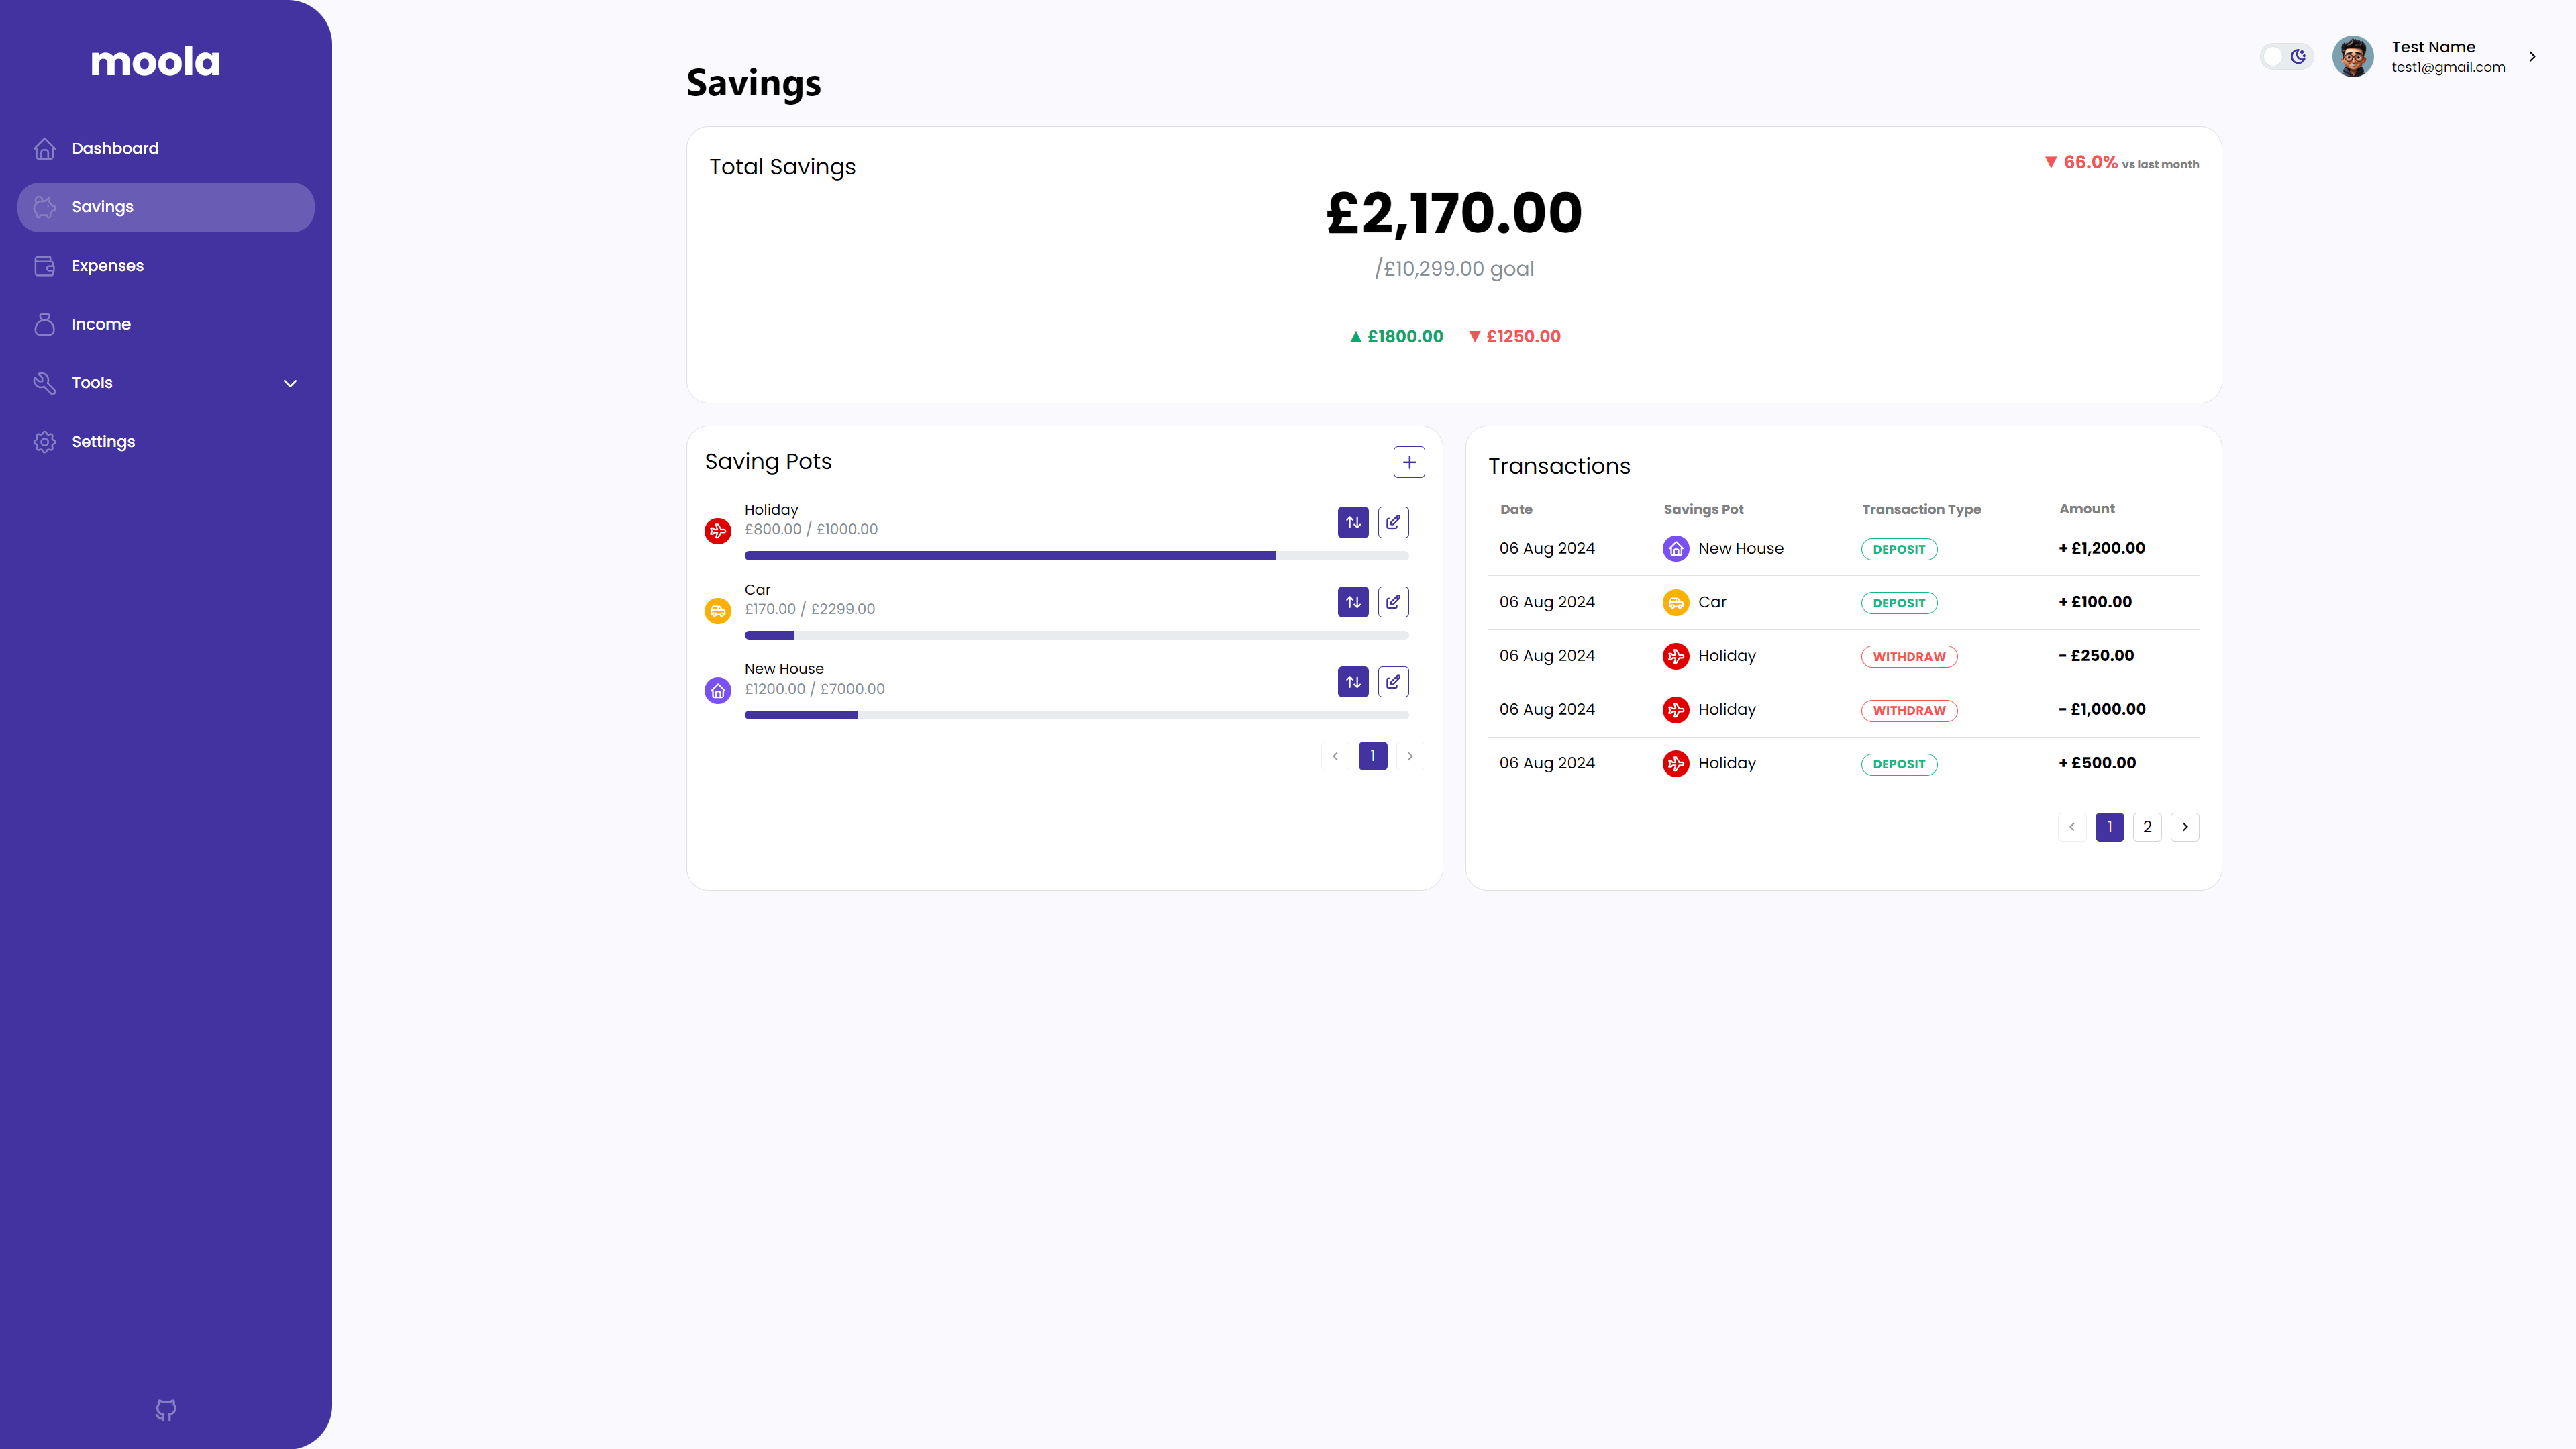 moola
Dashboard
Savings
Expenses
Income
Tools
Settings
Test Name
test1@gmail.com
Savings
Total Savings
▼ 66.0% vs last month
£2,170.00
/£10,299.00 goal
▲ £1800.00 ▼ £1250.00
Saving Pots
Holiday
£800.00 / £1000.00
Car
£170.00 / £2299.00
New House
£1200.00 / £7000.00
1
Transactions
Date Savings Pot Transaction Type Amount
06 Aug 2024 New House DEPOSIT + £1,200.00
06 Aug 2024 Car DEPOSIT + £100.00
06 Aug 2024 Holiday WITHDRAW - £250.00
06 Aug 2024 Holiday WITHDRAW - £1,000.00
06 Aug 2024 Holiday DEPOSIT + £500.00
1 2